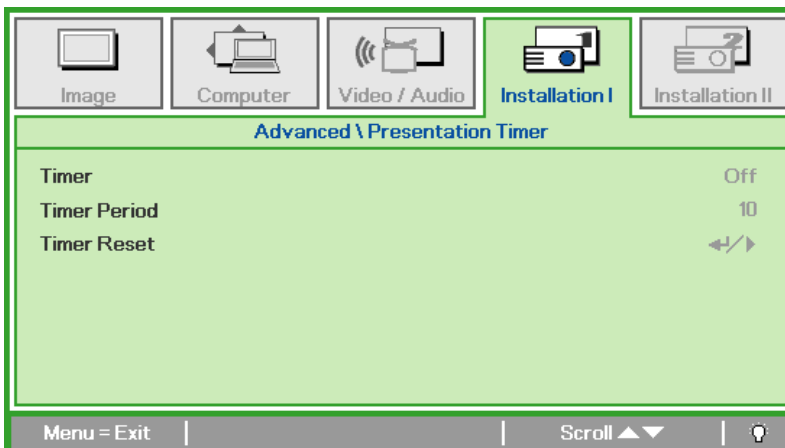 Image
Computer
Video / Audio
Installation I
2
Installation II
Advanced \ Presentation Timer
Timer Off
Timer Period 10
Timer Reset ↵/▶
Menu = Exit Scroll ▲▼